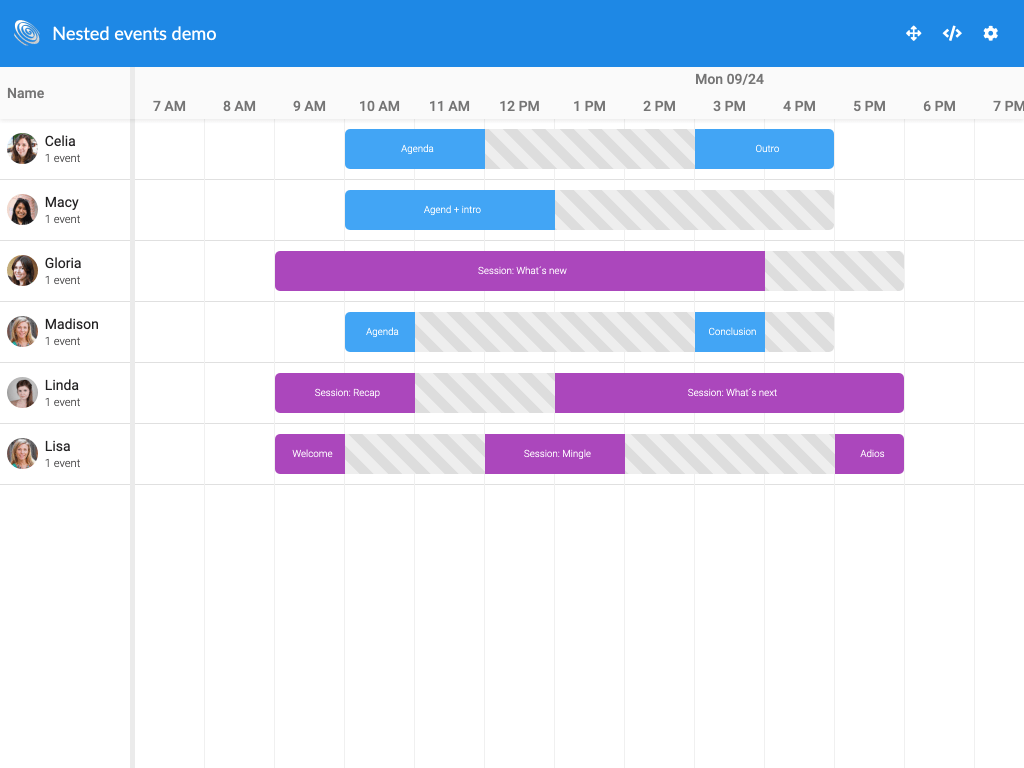 Nested events demo
Name
Mon 09/24
7 AM 8 AM 9 AM 10 AM 11 AM 12 PM 1 PM 2 PM 3 PM 4 PM 5 PM 6 PM 7 PM
Celia
1 event
Agenda
Outro
Macy
1 event
Agend + intro
Gloria
1 event
Session: What´s new
Madison
1 event
Agenda
Conclusion
Linda
1 event
Session: Recap
Session: What´s next
Lisa
1 event
Welcome
Session: Mingle
Adios